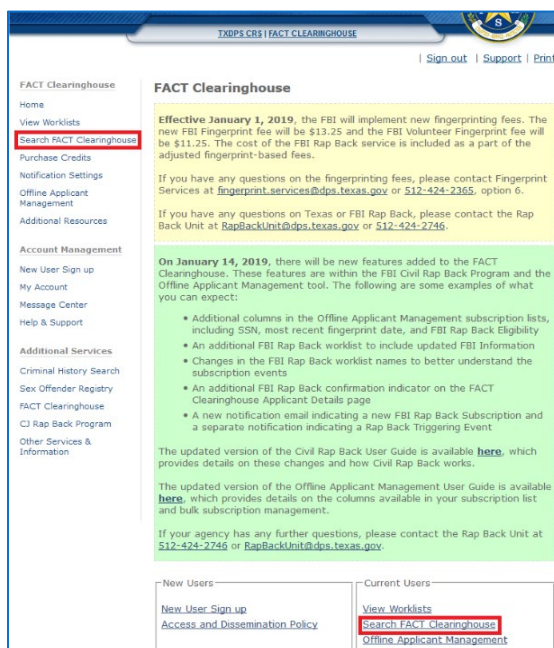 TXDPS CRS | FACT CLEARINGHOUSE
S
| Sign out | Support | Print
FACT Clearinghouse
Home
View Worklists
Search FACT Clearinghouse
Purchase Credits
Notification Settings
Offline Applicant
Management
Additional Resources
Account Management
New User Sign up
My Account
Message Center
Help & Support
Additional Services
Criminal History Search
Sex Offender Registry
FACT Clearinghouse
CJ Rap Back Program
Other Services &
Information
FACT Clearinghouse
Effective January 1, 2019, the FBI will implement new fingerprinting fees. The
new FBI Fingerprint fee will be $13.25 and the FBI Volunteer Fingerprint fee will
be $11.25. The cost of the FBI Rap Back service is included as a part of the
adjusted fingerprint-based fees.
If you have any questions on the fingerprinting fees, please contact Fingerprint
Services at fingerprint.services@dps.texas.gov or 512-424-2365. option 6.
If you have any questions on Texas or FBI Rap Back, please contact the Rap
Back Unit at RapBackUnit@dps.texas.gov or 512-424-2746.
On January 14, 2019, there will be new features added to the FACT
Clearinghouse. These features are within the FBI Civil Rap Back Program and the
Offline Applicant Management tool. The following are some examples of what
you can expect:
• Additional columns in the Offline Applicant Management subscription lists,
including SSN, most recent fingerprint date, and FBI Rap Back Eligibility
• An additional FBI Rap Back worklist to include updated FBI Information
• Changes in the FBI Rap Back worklist names to better understand the
subscription events
• An additional FBI Rap Back confirmation indicator on the FACT
Clearinghouse Applicant Details page
• A new notification email indicating a new FBI Rap Back Subscription and
a separate notification indicating a Rap Back Triggering Event
The updated version of the Civil Rap Back User Guide is available here, which
provides details on these changes and how Civil Rap Back works.
The updated version of the Offline Applicant Management User Guide is available
here, which provides details on the columns available in your subscription list
and bulk subscription management.
If your agency has any further questions, please contact the Rap Back Unit at
512-424-2746 or RapBackUnit@dps.texas.gov.
New Users
New User Sign up
Access and Dissemination Policy
Current Users
View Worklists
Search FACT Clearinghouse
Offline Applicant Management